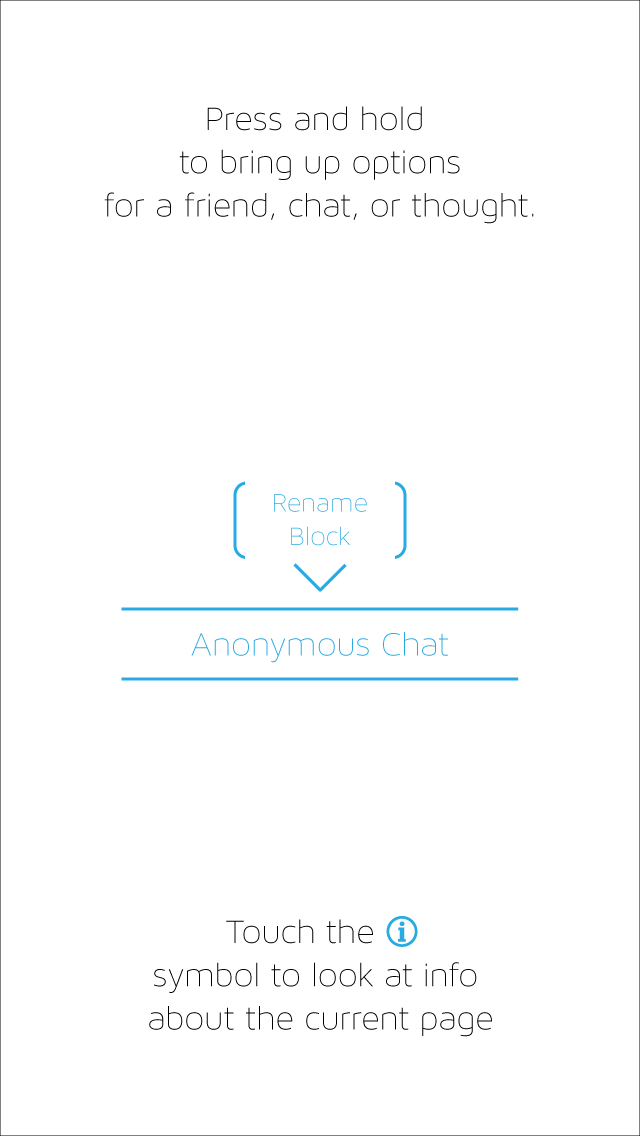 Press and hold
to bring up options
for a friend, chat, or thought.
Rename
Block
Anonymous Chat
Touch the i
symbol to look at info
about the current page